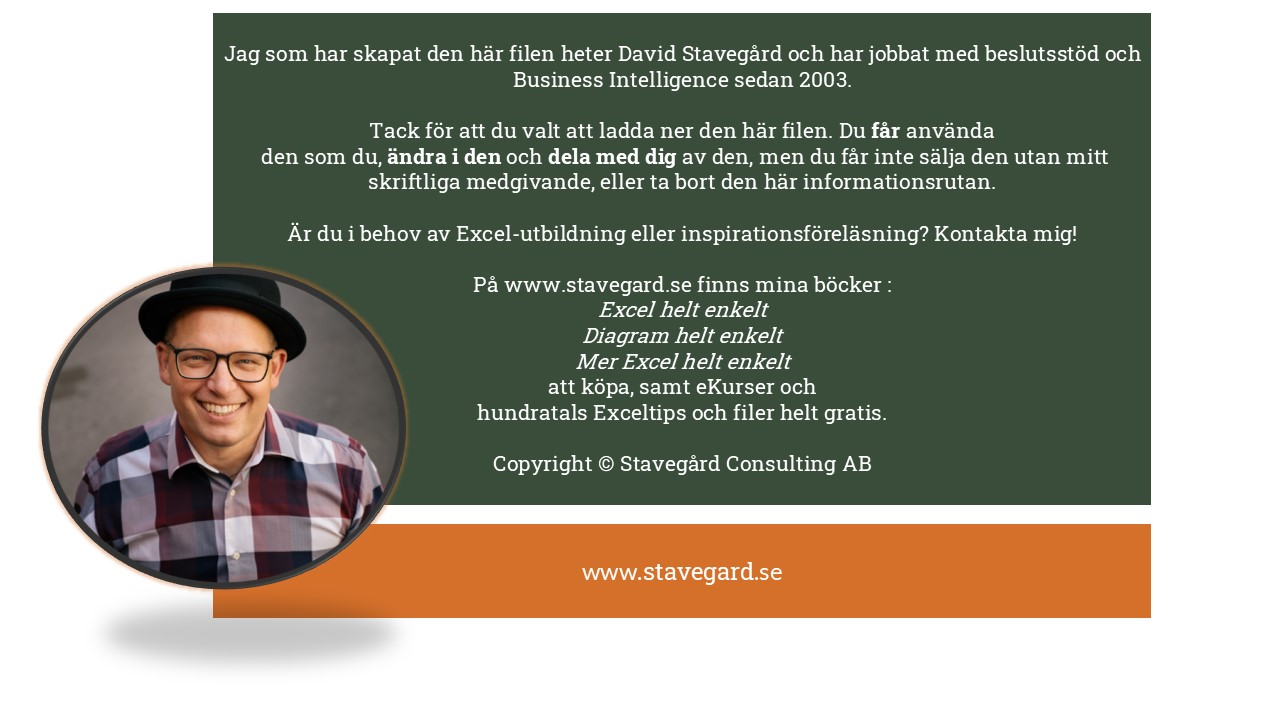 Jag som har skapat den här filen heter David Stavegård och har jobbat med beslutsstöd och
Business Intelligence sedan 2003.
Tack för att du valt att ladda ner den här filen. Du får använda
den som du, ändra i den och dela med dig av den, men du får inte sälja den utan mitt
skriftliga medgivande, eller ta bort den här informationsrutan.
Är du i behov av Excel-utbildning eller inspirationsföreläsning? Kontakta mig!
På www.stavegard.se finns mina böcker :
Excel helt enkelt
Diagram helt enkelt
Mer Excel helt enkelt
att köpa, samt eKurser och
hundratals Exceltips och filer helt gratis.
Copyright © Stavegård Consulting AB
www.stavegard.se